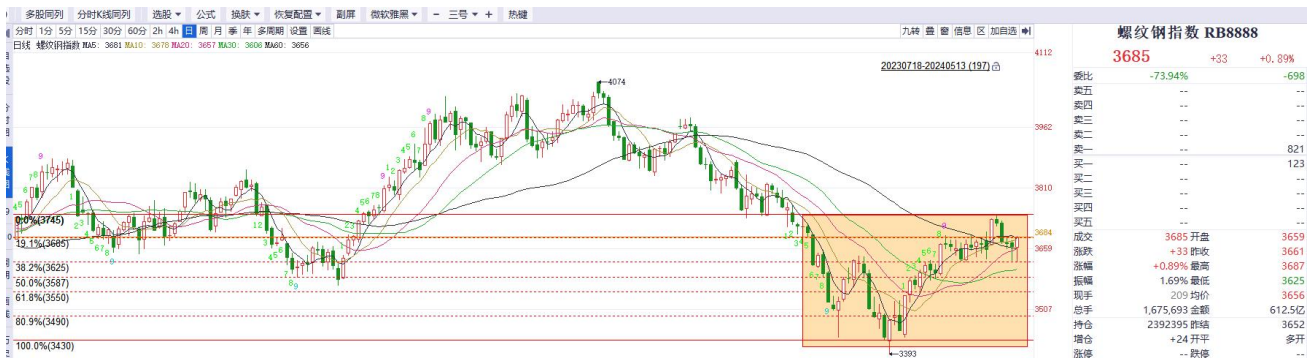 多股同列 分时K线同列 选股 公式 换肤 恢复配置 副屏 微软雅黑 - 三号 + 热键
分时 1分 5分 15分 30分 60分 2h 4h 日 周 月 季 年 多周期 设置 画线 九转 叠 窗 信息 区 加自选
日线 螺纹钢指数 MA5: 3681 MA10: 3678 MA20: 3657 MA30: 3606 MA60: 3656
20230718-20240513 (197)
4112
4074
3962
3810
3684
3659
3507
3393
0.0%(3745)
19.1%(3685)
38.2%(3625)
50.0%(3587)
61.8%(3550)
80.9%(3490)
100.0%(3430)
螺纹钢指数 RB8888
3685 +33 +0.89%
委比 -73.94% -698
卖五 -- --
卖四 -- --
卖三 -- --
卖二 -- --
卖一 -- 821
买一 -- 123
买二 -- --
买三 -- --
买四 -- --
买五 -- --
成交 3685 开盘 3659
涨跌 +33 昨收 3661
涨幅 +0.89% 最高 3687
振幅 1.69% 最低 3625
现手 209 均价 3656
总手 1,675,693 金额 612.5亿
持仓 2392395 昨结 3652
增仓 +24 开平 多开
涨停 -- 跌停 --